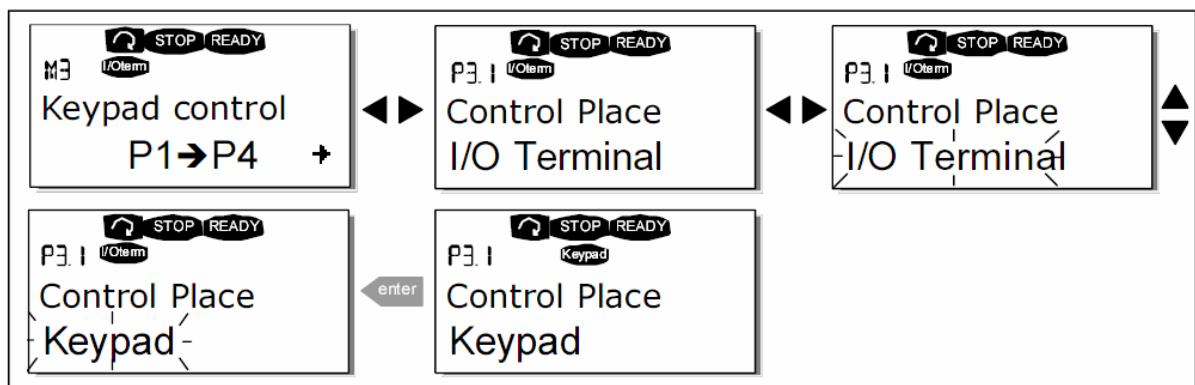 STOP READY
M3 I/Oterm
Keypad control
P1➔P4
STOP READY
P3.1 I/Oterm
Control Place
I/O Terminal
STOP READY
P3.1 I/Oterm
Control Place
I/O Terminal
STOP READY
P3.1 I/Oterm
Control Place
Keypad
enter
STOP READY
P3.1 Keypad
Control Place
Keypad